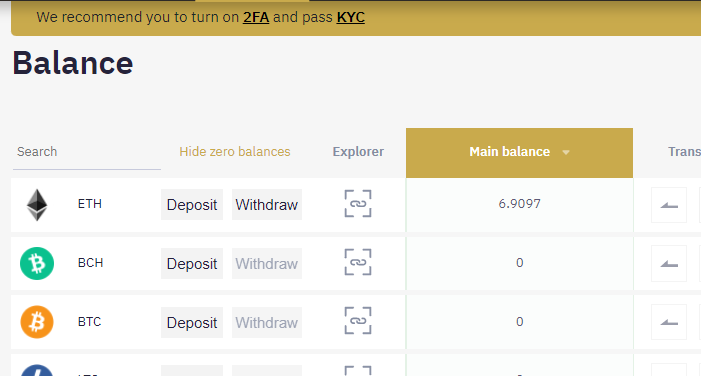 We recommend you to turn on 2FA and pass KYC
Balance
Search Hide zero balances Explorer Main balance Trans
ETH Deposit Withdraw 6.9097
BCH Deposit Withdraw 0
BTC Deposit Withdraw 0